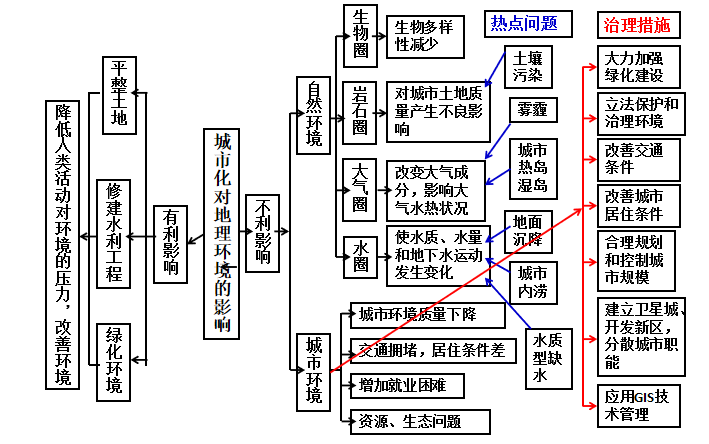 降低人类活动对环境的压力，改善环境
平整土地
修建水利工程
绿化环境
有利影响
城市化对地理环境的影响
不利影响
自然环境
城市环境
生物圈
岩石圈
大气圈
水圈
生物多样
性减少
对城市土地质
量产生不良影
响
改变大气成
分，影响大
气水热状况
使水质、水量
和地下水运动
发生变化
城市环境质量下降
交通拥堵，居住条件差
增加就业困难
资源、生态问题
热点问题
土壤
污染
雾霾
城市
热岛
湿岛
地面
沉降
城市
内涝
水质
型缺
水
治理措施
大力加强
绿化建设
立法保护和
治理环境
改善交通
条件
改善城市
居住条件
合理规划
和控制城
市规模
建立卫星城、
开发新区，
分散城市职
能
应用GIS技
术管理